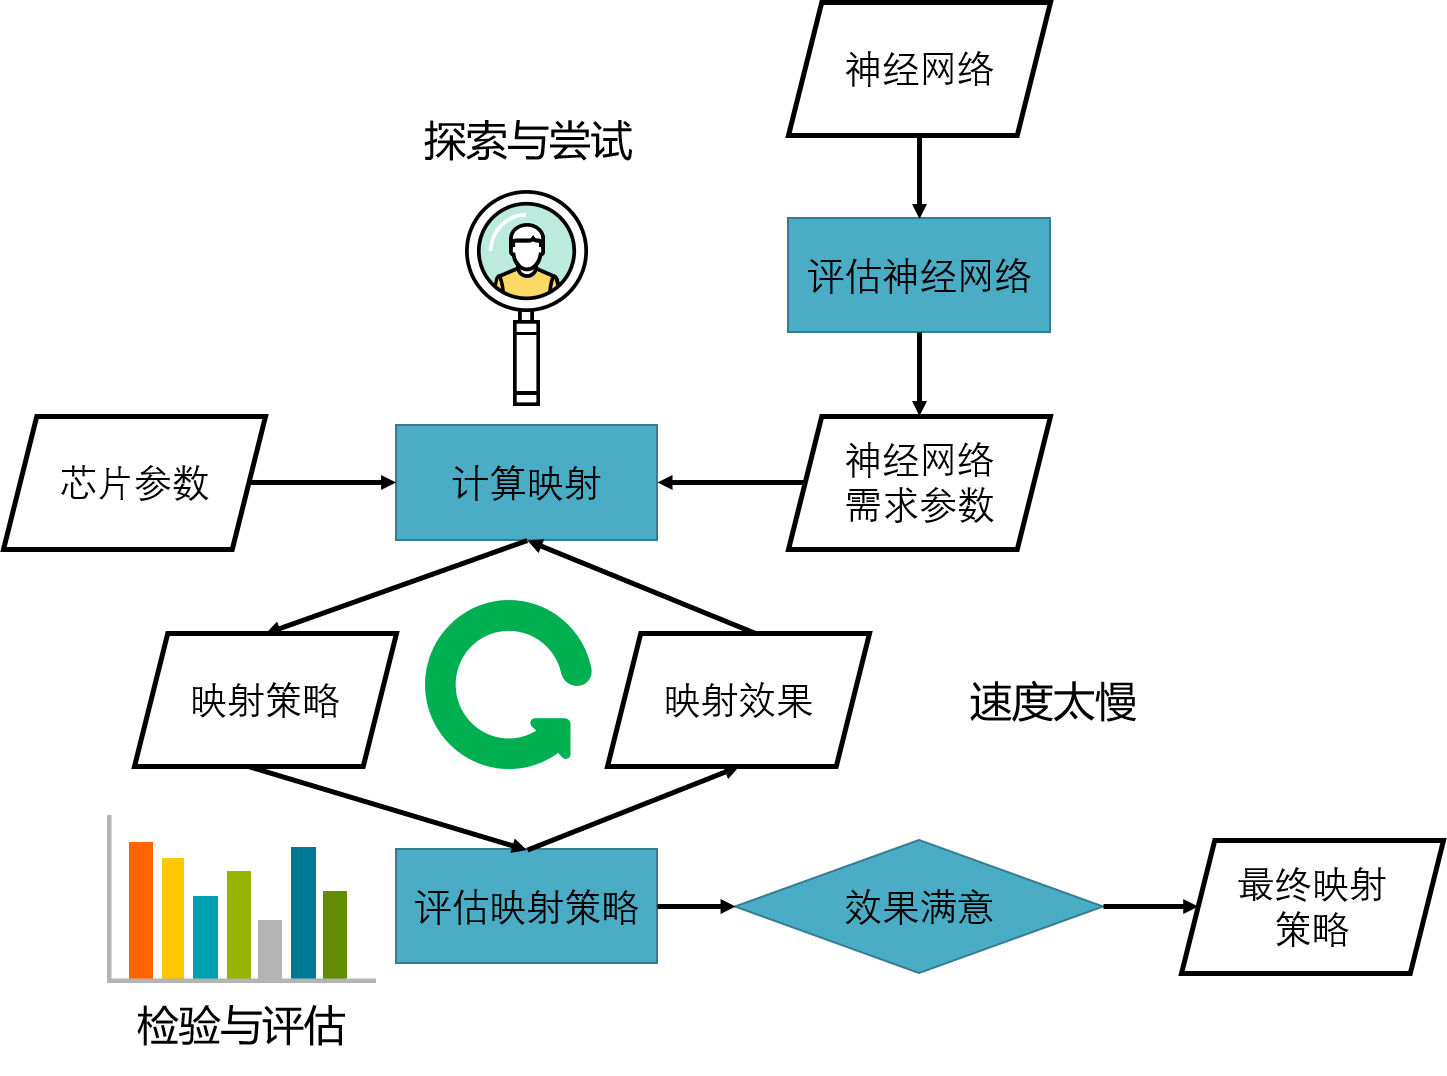 神经网络
探索与尝试
评估神经网络
芯片参数
计算映射
神经网络
需求参数
映射策略
映射效果
速度太慢
评估映射策略
效果满意
最终映射
策略
检验与评估